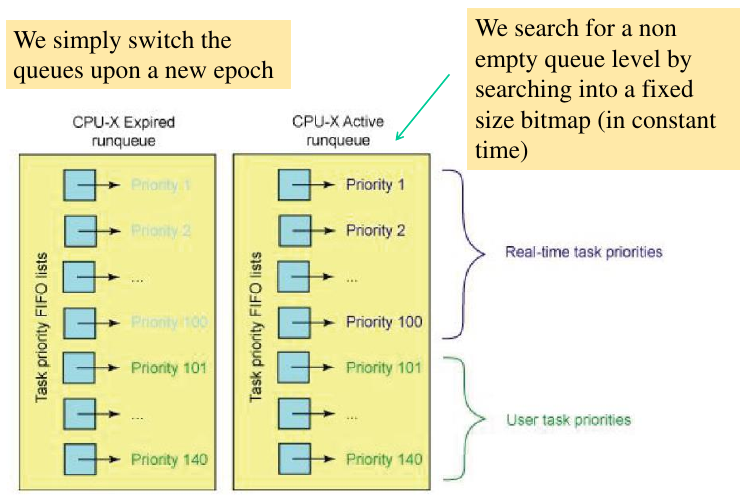 We simply switch the
queues upon a new epoch
We search for a non
empty queue level by
searching into a fixed
size bitmap (in constant
time)
CPU-X Expired
runqueue
Task priority FIFO lists
Priority 1
Priority 2
...
Priority 100
Priority 101
...
Priority 140
CPU-X Active
runqueue
Task priority FIFO lists
Priority 1
Priority 2
...
Priority 100
Priority 101
...
Priority 140
Real-time task priorities
User task priorities